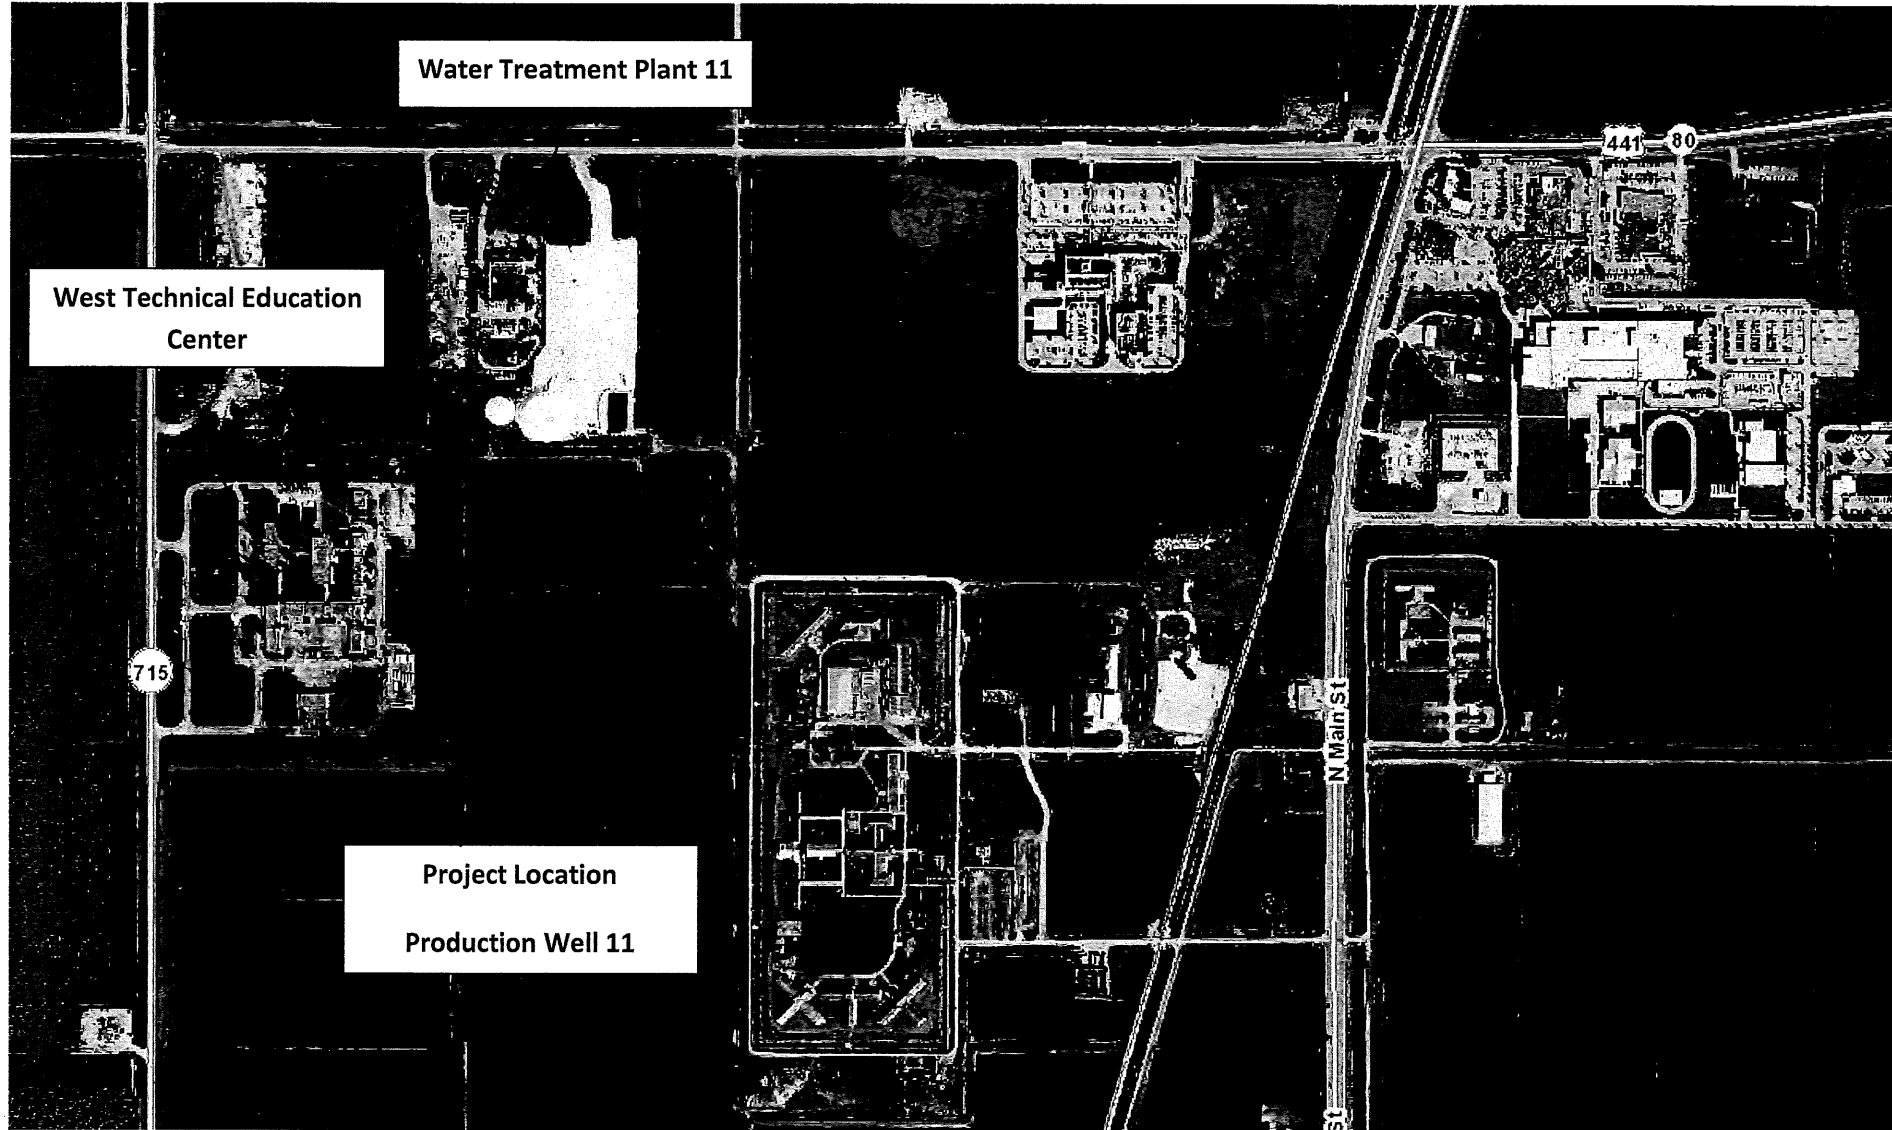 Water Treatment Plant 11
441
80
West Technical Education
Center
715
N Main St
Project Location
Production Well 11
St